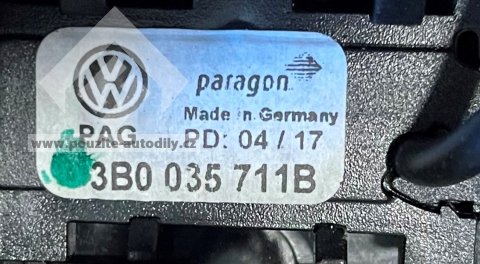 paragon
Made in Germany
PAG PD: 04 / 17
www.pouzite-autodily.cz
3B0 035 711B